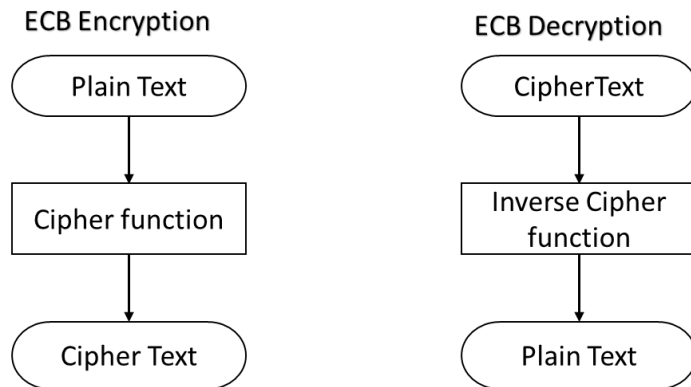 ECB Encryption
Plain Text
Cipher function
Cipher Text
ECB Decryption
CipherText
Inverse Cipher
function
Plain Text